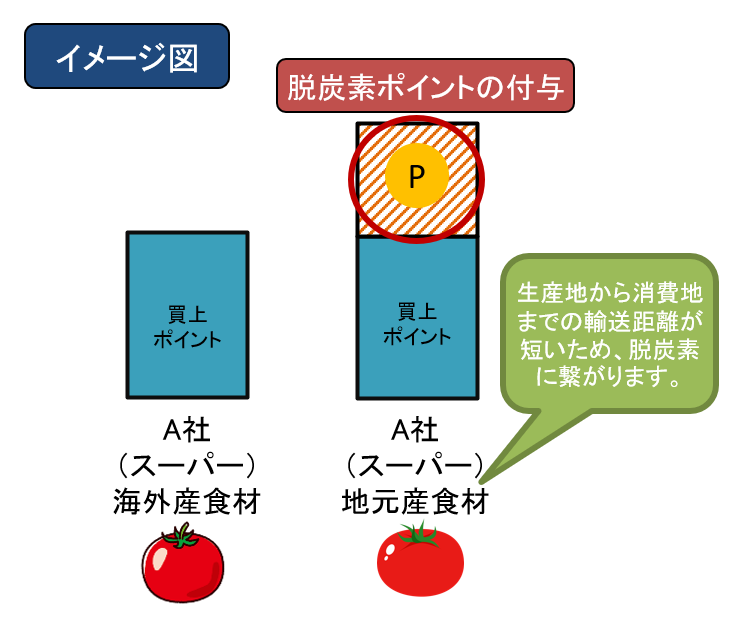 イメージ図
脱炭素ポイントの付与
P
買上
ポイント
買上
ポイント
生産地から消費地
までの輸送距離が
短いため、脱炭素
に繋がります。
A社
（スーパー）
海外産食材
A社
（スーパー）
地元産食材